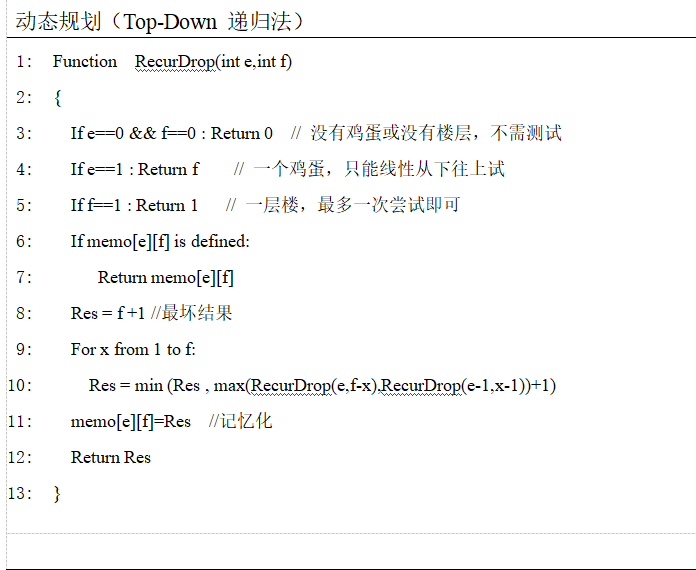 动态规划（Top-Down 递归法）
1: Function RecurDrop(int e,int f)
2: {
3: If e==0 && f==0 : Return 0 // 没有鸡蛋或没有楼层，不需测试
4: If e==1 : Return f // 一个鸡蛋，只能线性从下往上试
5: If f==1 : Return 1 // 一层楼，最多一次尝试即可
6: If memo[e][f] is defined:
7: Return memo[e][f]
8: Res = f +1 //最坏结果
9: For x from 1 to f:
10: Res = min (Res , max(RecurDrop(e,f-x),RecurDrop(e-1,x-1))+1)
11: memo[e][f]=Res //记忆化
12: Return Res
13: }